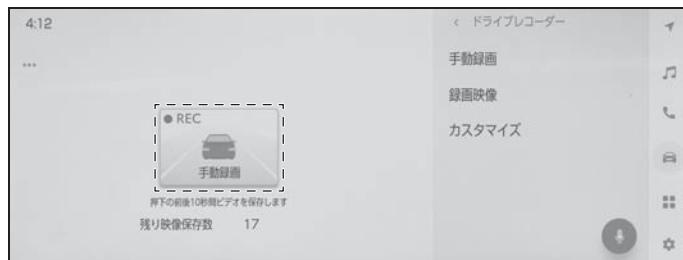 4:12
‹ ドライブレコーダー
手動録画
録画映像
カスタマイズ
● REC
手動録画
押下の前後10秒間ビデオを保存します
残り映像保存数 17